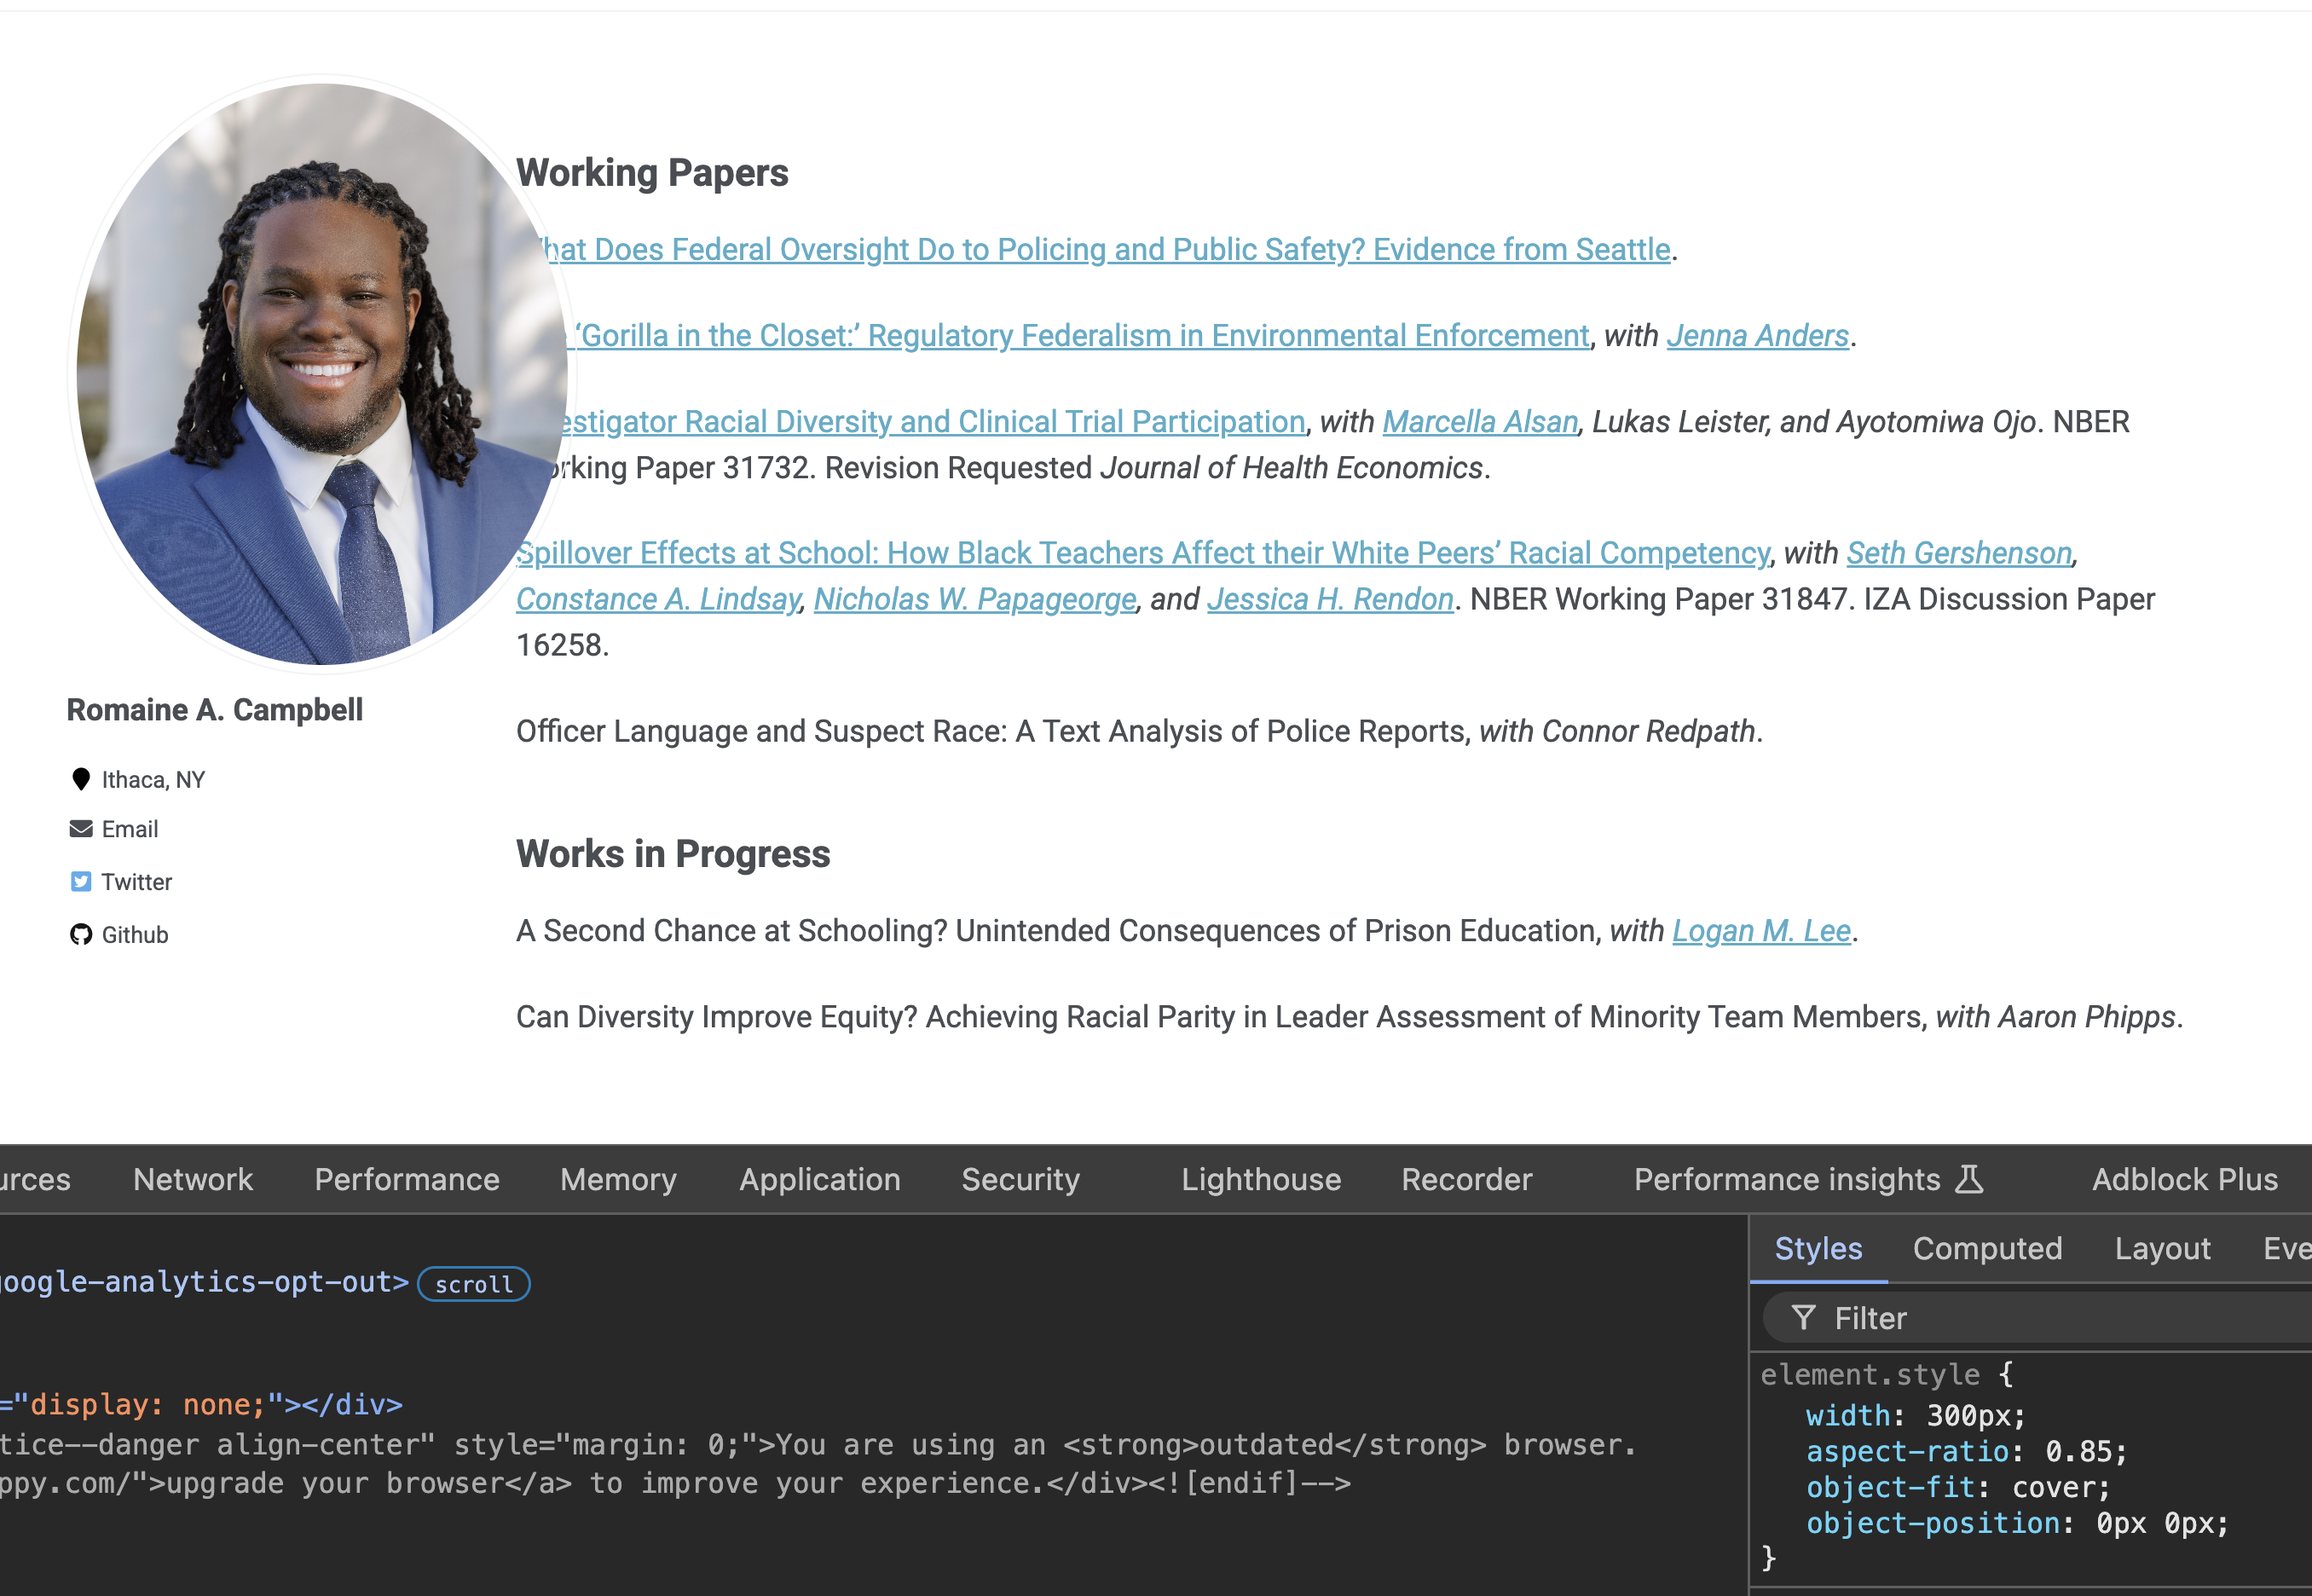 Working Papers
hat Does Federal Oversight Do to Policing and Public Safety? Evidence from Seattle.
‘Gorilla in the Closet:’ Regulatory Federalism in Environmental Enforcement, with Jenna Anders.
estigator Racial Diversity and Clinical Trial Participation, with Marcella Alsan, Lukas Leister, and Ayotomiwa Ojo. NBER
orking Paper 31732. Revision Requested Journal of Health Economics.
Spillover Effects at School: How Black Teachers Affect their White Peers’ Racial Competency, with Seth Gershenson,
Constance A. Lindsay, Nicholas W. Papageorge, and Jessica H. Rendon. NBER Working Paper 31847. IZA Discussion Paper
16258.
Officer Language and Suspect Race: A Text Analysis of Police Reports, with Connor Redpath.
Works in Progress
A Second Chance at Schooling? Unintended Consequences of Prison Education, with Logan M. Lee.
Can Diversity Improve Equity? Achieving Racial Parity in Leader Assessment of Minority Team Members, with Aaron Phipps.
Romaine A. Campbell
Ithaca, NY
Email
Twitter
Github
urces Network Performance Memory Application Security Lighthouse Recorder Performance insights Adblock Plus
google-analytics-opt-out> scroll
="display: none;"></div>
tice--danger align-center" style="margin: 0;">You are using an <strong>outdated</strong> browser.
ppy.com/">upgrade your browser</a> to improve your experience.</div><![endif]-->
Styles Computed Layout Eve
Filter
element.style {
width: 300px;
aspect-ratio: 0.85;
object-fit: cover;
object-position: 0px 0px;
}